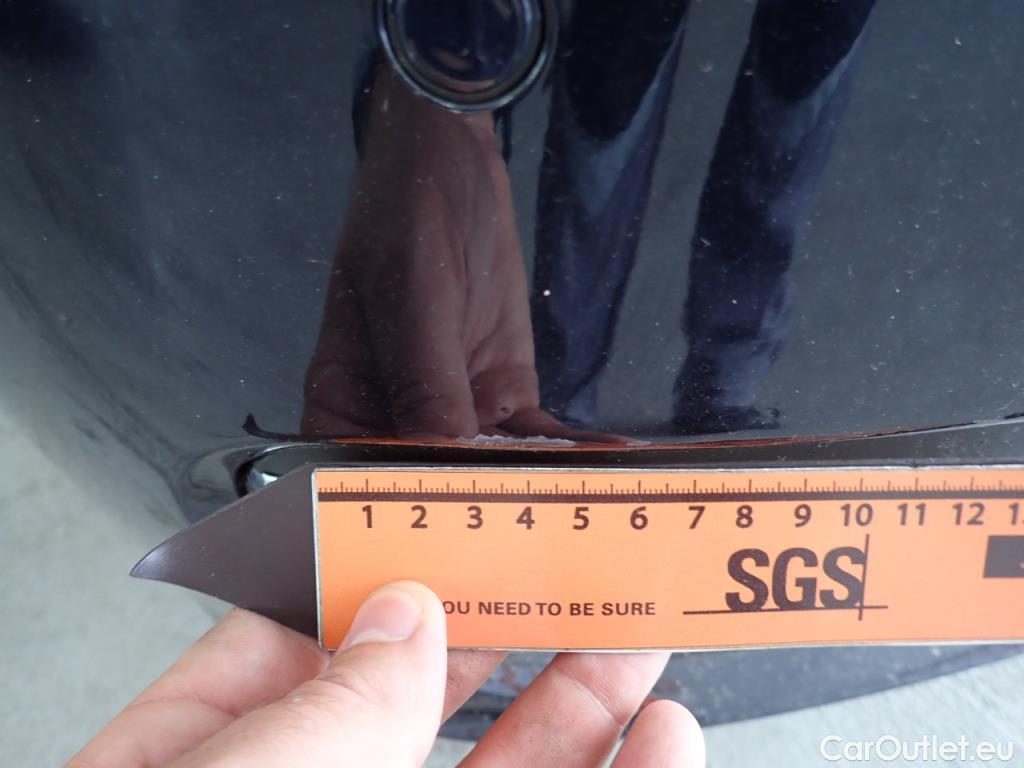 1 2 3 4 5 6 7 8 9 10 11 12
SGS
OU NEED TO BE SURE
CarOutlet.eu